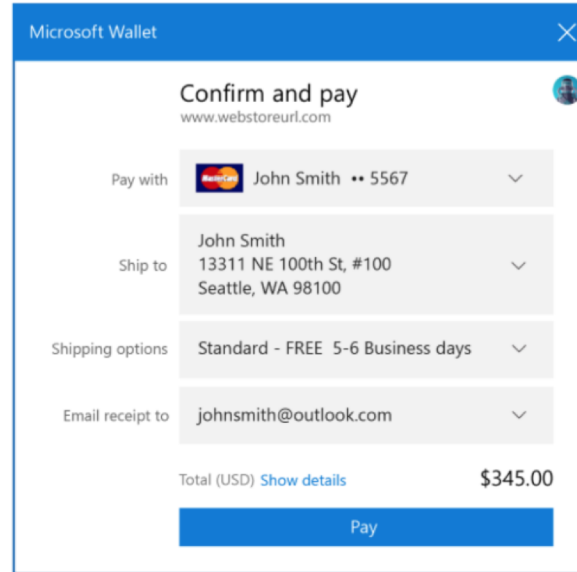 Microsoft Wallet
Confirm and pay
www.webstoreurl.com
Pay with
MasterCard
John Smith •• 5567
Ship to
John Smith
13311 NE 100th St, #100
Seattle, WA 98100
Shipping options
Standard - FREE 5-6 Business days
Email receipt to
johnsmith@outlook.com
Total (USD) Show details
$345.00
Pay